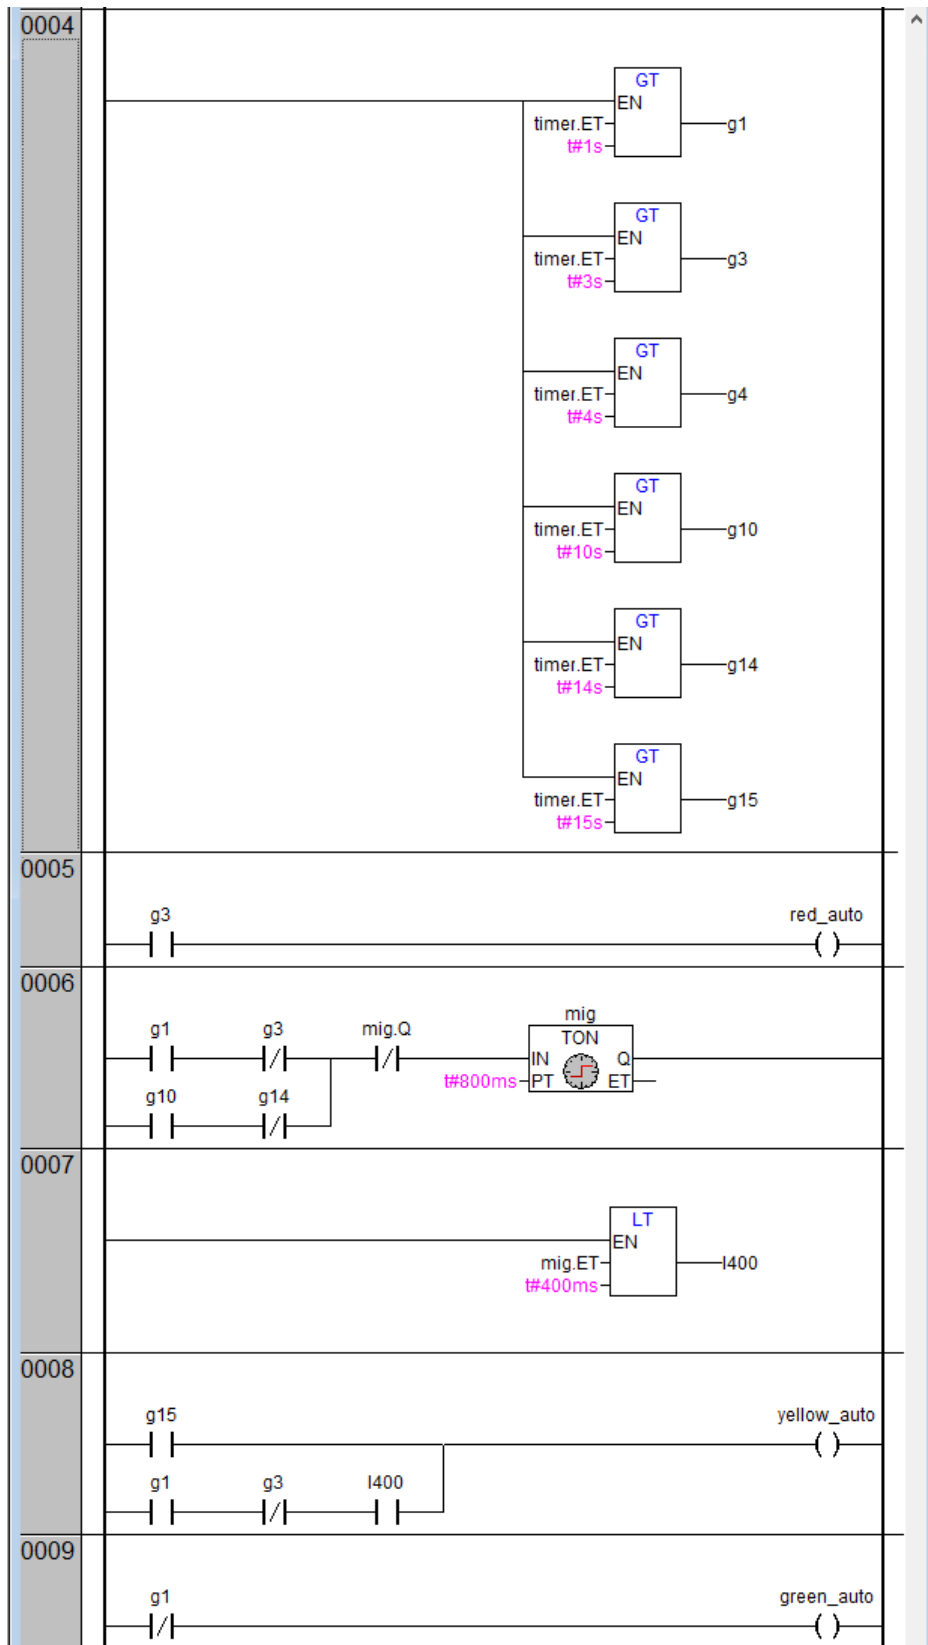 0004
GT
EN
timer.ET
g1
t#1s
GT
EN
timer.ET
g3
t#3s
GT
EN
timer.ET
g4
t#4s
GT
EN
timer.ET
g10
t#10s
GT
EN
timer.ET
g14
t#14s
GT
EN
timer.ET
g15
t#15s
0005
g3 red_auto
0006
mig
g1 g3 mig.Q TON
IN Q
t#800ms PT ET
g10 g14
0007
LT
EN
mig.ET l400
t#400ms
0008
g15 yellow_auto
g1 g3 l400
0009
g1 green_auto